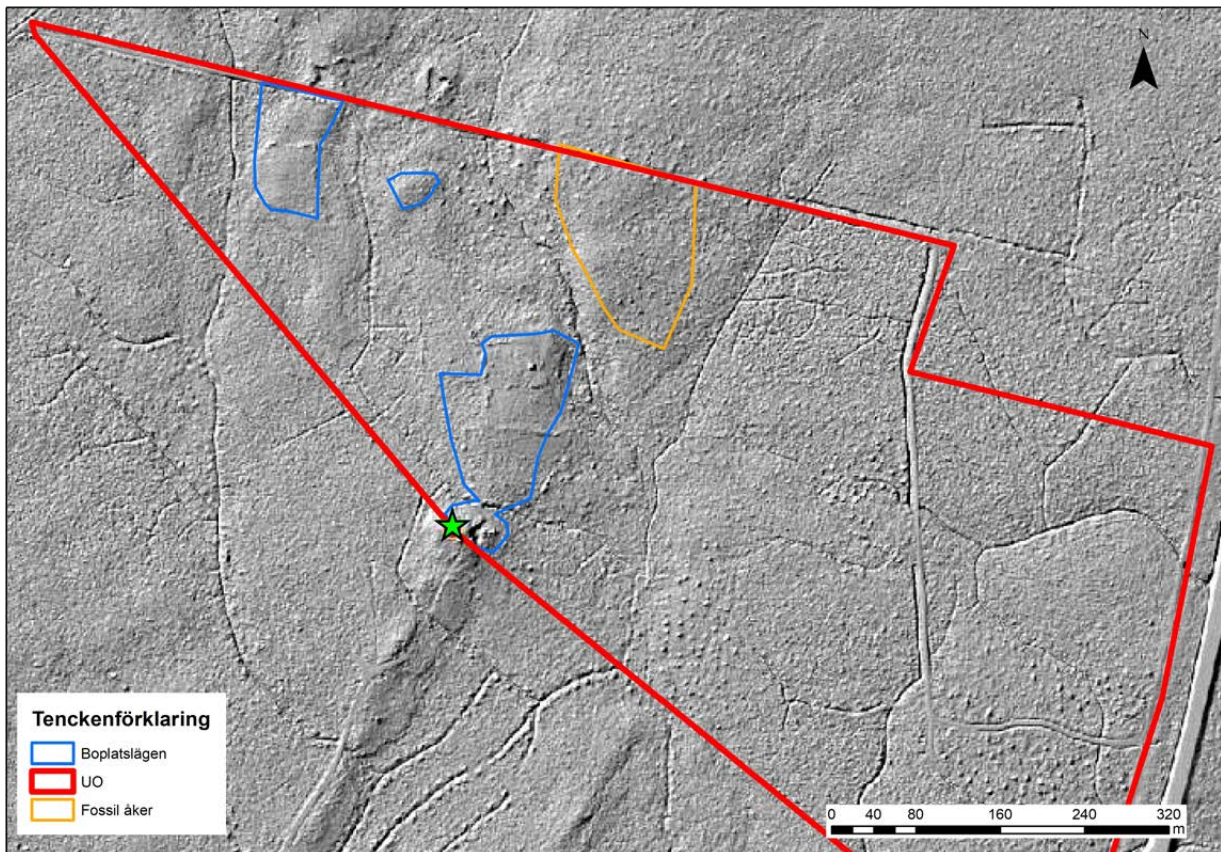 N
Tenckenförklaring
Boplatslägen
UO
Fossil åker
0 40 80 160 240 320
m